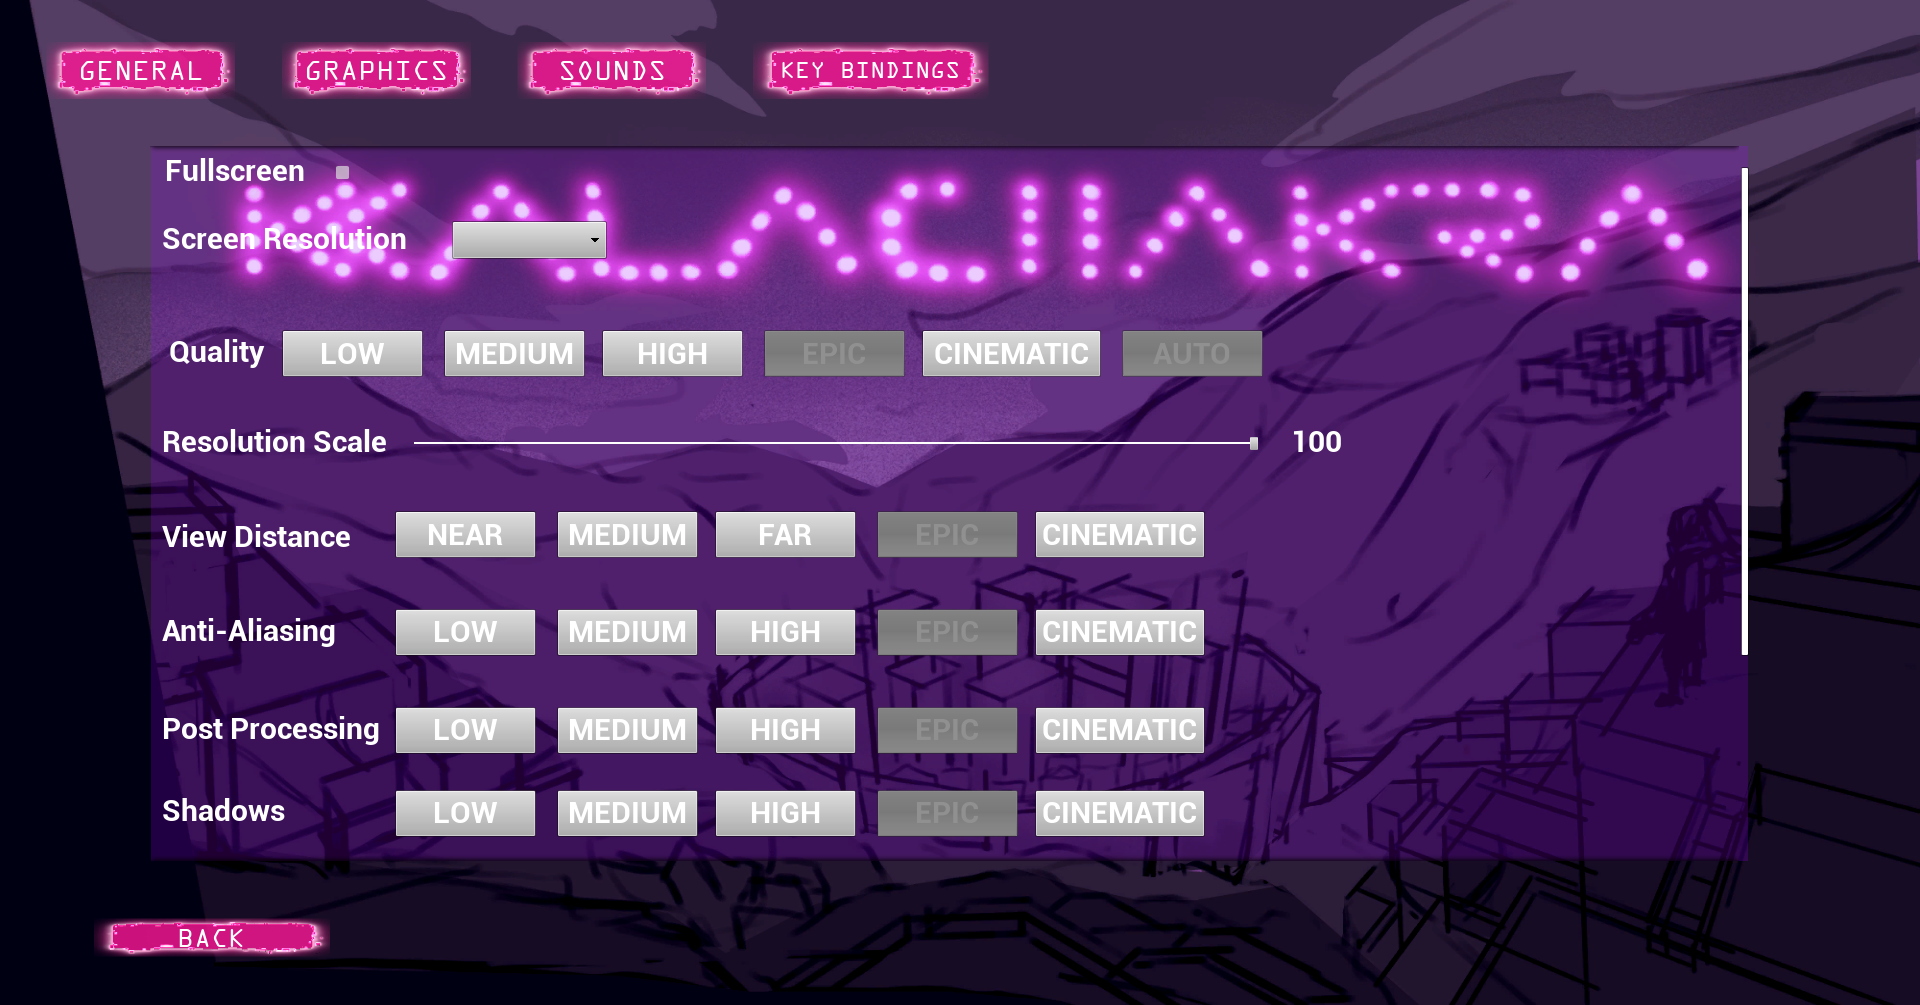 GENERAL GRAPHICS SOUNDS KEY BINDINGS
Fullscreen
Screen Resolution
Quality LOW MEDIUM HIGH EPIC CINEMATIC AUTO
Resolution Scale 100
View Distance NEAR MEDIUM FAR EPIC CINEMATIC
Anti-Aliasing LOW MEDIUM HIGH EPIC CINEMATIC
Post Processing LOW MEDIUM HIGH EPIC CINEMATIC
Shadows LOW MEDIUM HIGH EPIC CINEMATIC
BACK